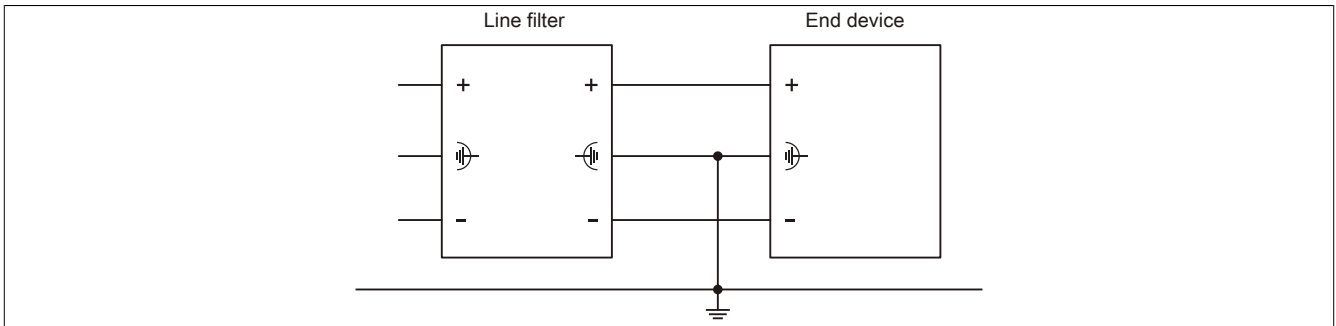 Line filter End device
+ + +
- - -